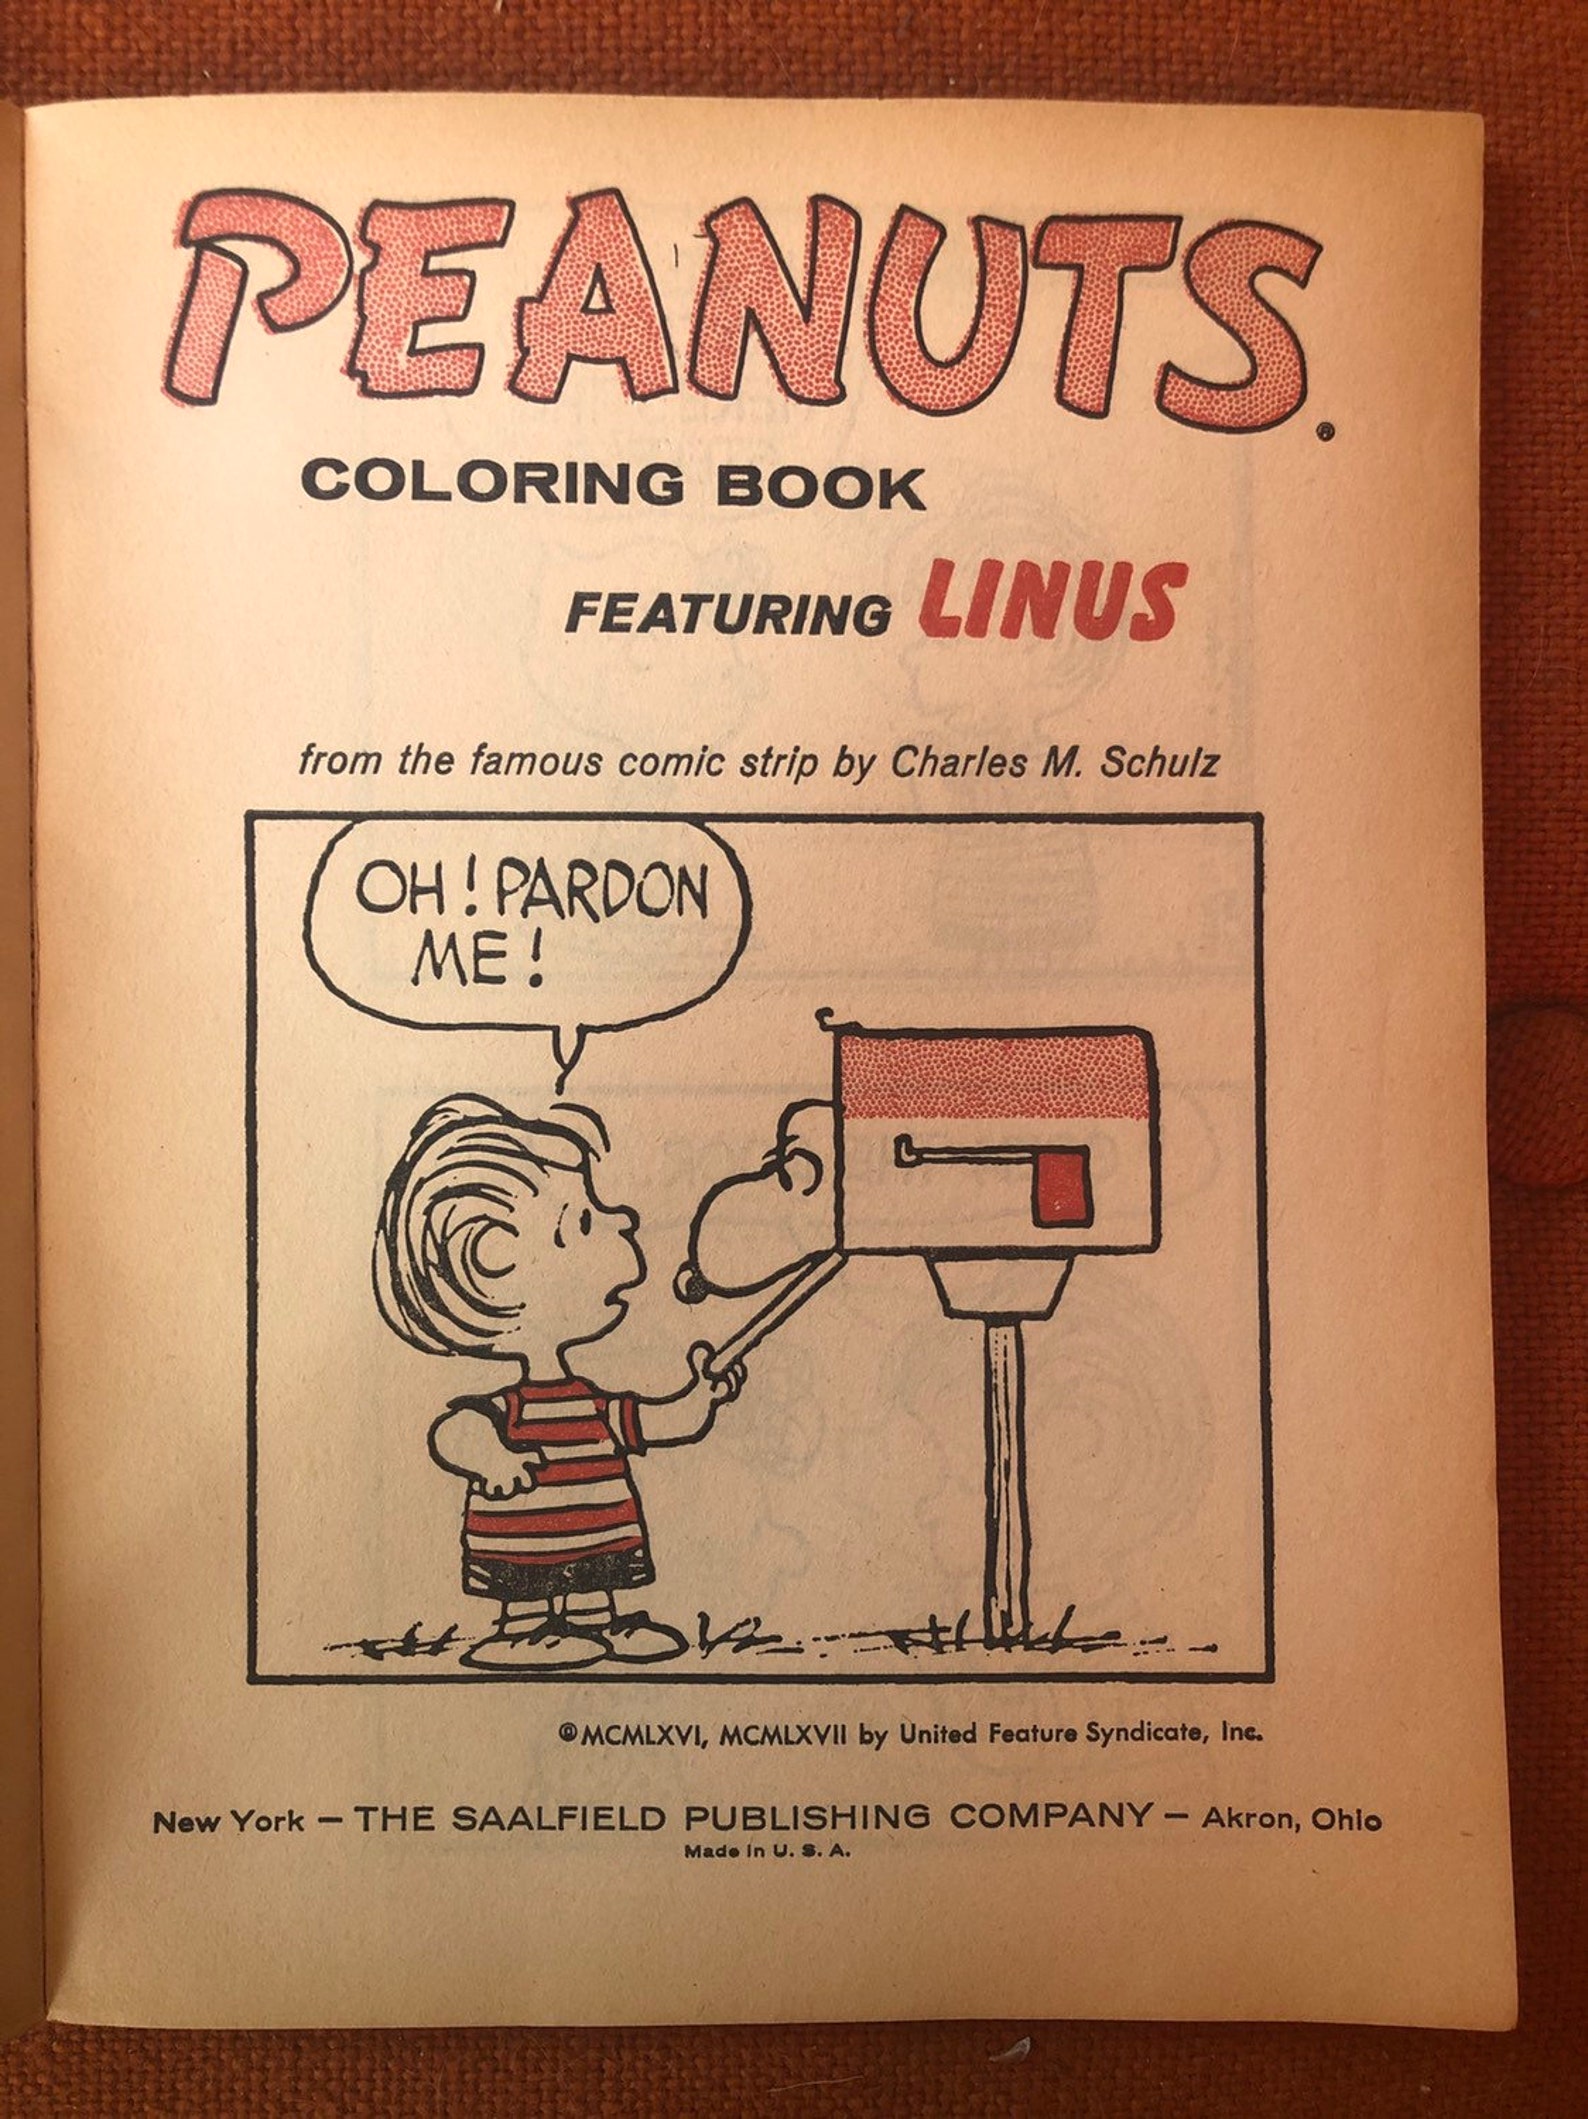 PEANUTS®
COLORING BOOK
FEATURING LINUS
from the famous comic strip by Charles M. Schulz
OH! PARDON
ME!
©MCMLXVI, MCMLXVII by United Feature Syndicate, Inc.
New York – THE SAALFIELD PUBLISHING COMPANY – Akron, Ohio
Made in U. S. A.